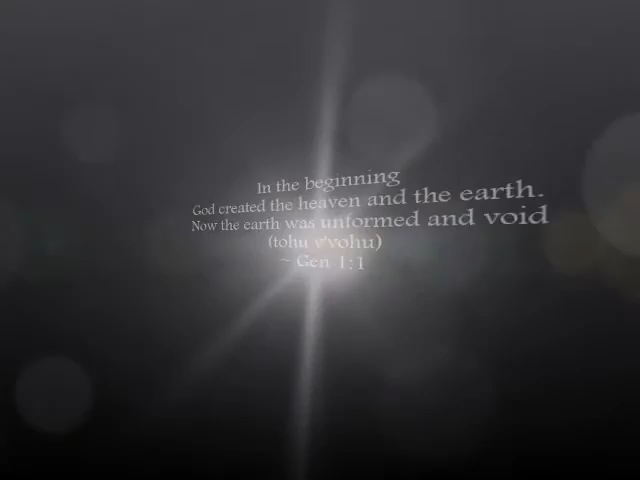 In the beginning
God created the heaven and the earth.
Now the earth was unformed and void
(tohu v'vohu)
~ Gen 1:1